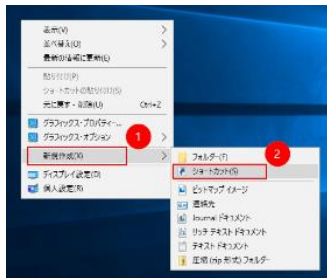 表示(V)
並べ替え(O)
最新の情報に更新(E)
貼り付け(P)
ショートカットの貼り付け(S)
元に戻す - 削除(U) Ctrl+Z
グラフィックス・プロパティー...
グラフィックス・オプション
1
新規作成(X)
ディスプレイ設定(D)
個人設定(R)
2
フォルダー(F)
ショートカット(S)
ビットマップ イメージ
連絡先
Journal ドキュメント
リッチ テキスト ドキュメント
テキスト ドキュメント
圧縮 (zip 形式) フォルダー